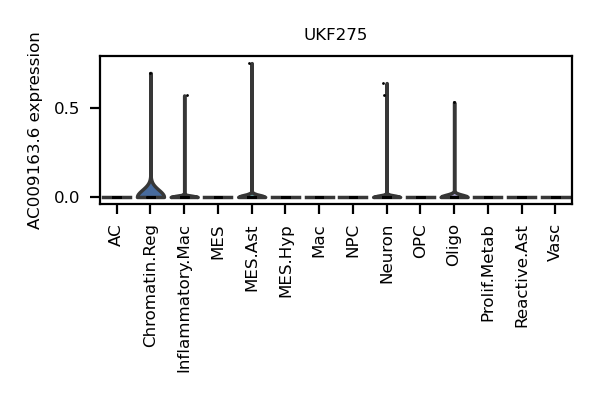 UKF275
AC009163.6 expression
0.5
0.0
AC
Chromatin.Reg
Inflammatory.Mac
MES
MES.Ast
MES.Hyp
Mac
NPC
Neuron
OPC
Oligo
Prolif.Metab
Reactive.Ast
Vasc